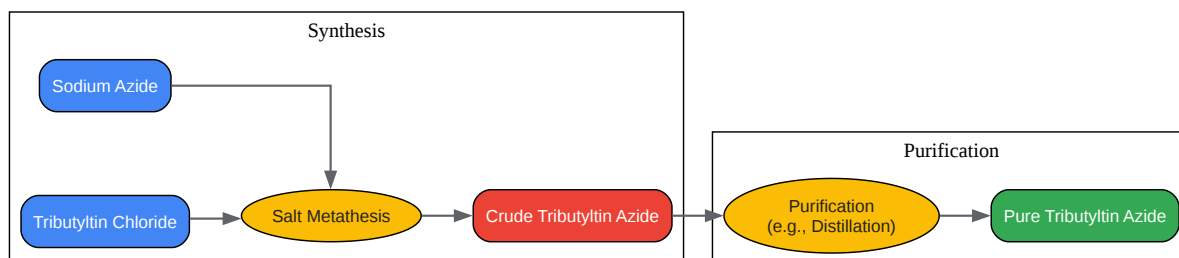 Synthesis
Sodium Azide
Tributyltin Chloride
Salt Metathesis
Crude Tributyltin Azide
Purification
Purification
(e.g., Distillation)
Pure Tributyltin Azide